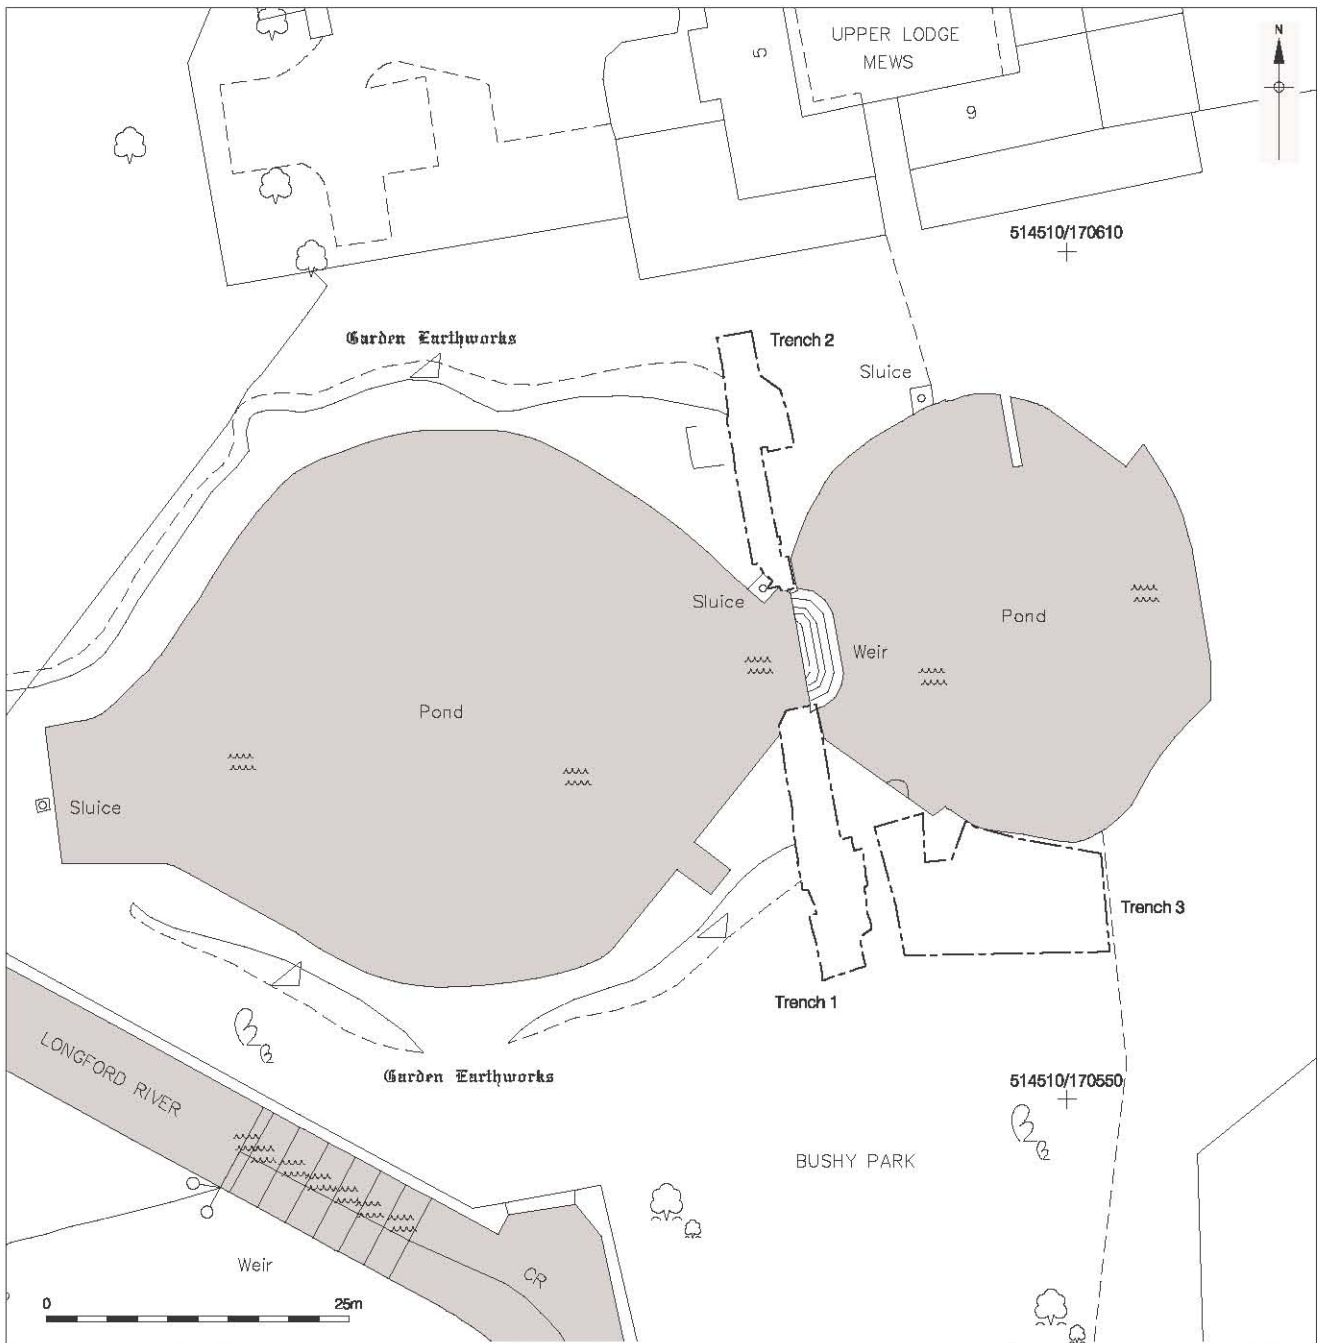 UPPER LODGE
MEWS
N
5
6
514510/170610
Garden Earthworks
Trench 2
Sluice
Sluice
Pond
Weir
Pond
Sluice
Trench 3
Trench 1
LONGFORD RIVER
Garden Earthworks
514510/170550
BUSHY PARK
Weir
CR
0 25m